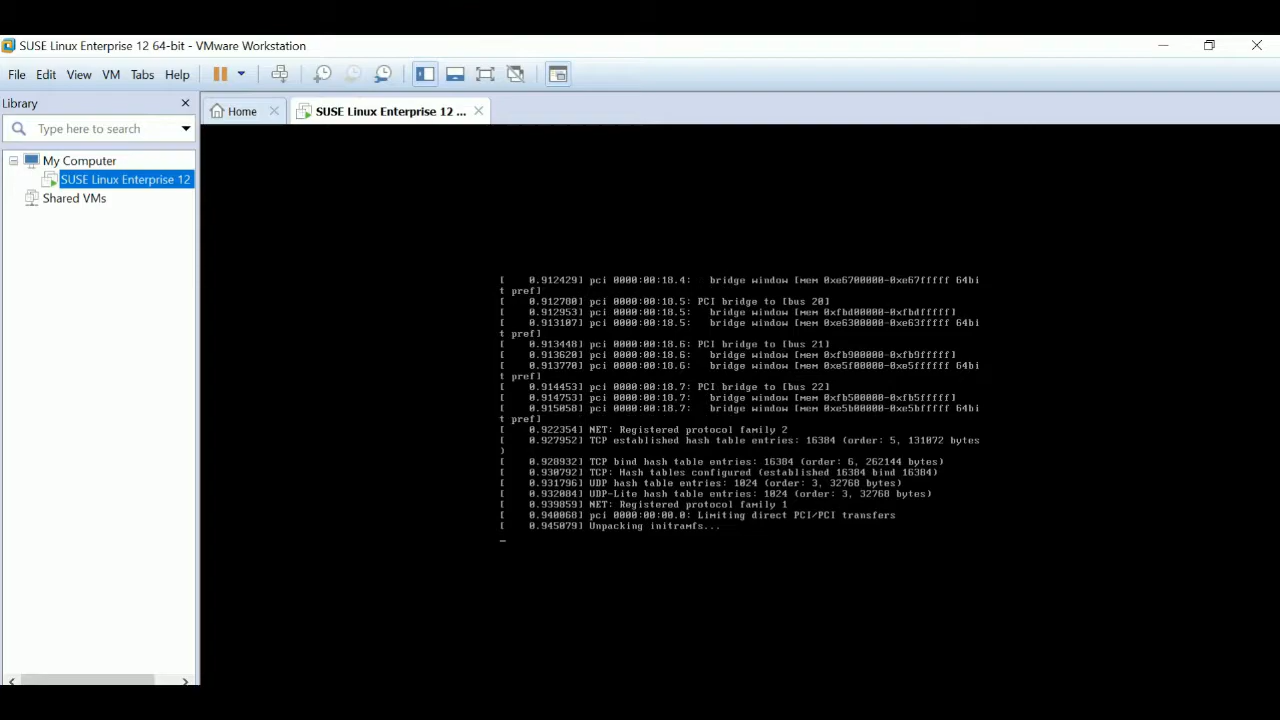 SUSE Linux Enterprise 12 64-bit - VMware Workstation
File Edit View VM Tabs Help
Library
Home
SUSE Linux Enterprise 12 ...
Type here to search
My Computer
SUSE Linux Enterprise 12
Shared VMs
[    0.912429] pci 0000:00:18.4:   bridge window [mem 0xe6700000-0xe67fffff 64bi
t pref]
[    0.912780] pci 0000:00:18.5: PCI bridge to [bus 20]
[    0.912953] pci 0000:00:18.5:   bridge window [mem 0xfbd00000-0xfbdfffff]
[    0.913107] pci 0000:00:18.5:   bridge window [mem 0xe6300000-0xe63fffff 64bi
t pref]
[    0.913448] pci 0000:00:18.6: PCI bridge to [bus 21]
[    0.913620] pci 0000:00:18.6:   bridge window [mem 0xfb900000-0xfb9fffff]
[    0.913770] pci 0000:00:18.6:   bridge window [mem 0xe5f00000-0xe5ffffff 64bi
t pref]
[    0.914453] pci 0000:00:18.7: PCI bridge to [bus 22]
[    0.914753] pci 0000:00:18.7:   bridge window [mem 0xfb500000-0xfb5fffff]
[    0.915058] pci 0000:00:18.7:   bridge window [mem 0xe5b00000-0xe5bfffff 64bi
t pref]
[    0.922354] NET: Registered protocol family 2
[    0.927952] TCP established hash table entries: 16384 (order: 5, 131072 bytes
)
[    0.928932] TCP bind hash table entries: 16384 (order: 6, 262144 bytes)
[    0.930792] TCP: Hash tables configured (established 16384 bind 16384)
[    0.931796] UDP hash table entries: 1024 (order: 3, 32768 bytes)
[    0.932084] UDP-Lite hash table entries: 1024 (order: 3, 32768 bytes)
[    0.939859] NET: Registered protocol family 1
[    0.940068] pci 0000:00:00.0: Limiting direct PCI/PCI transfers
[    0.945079] Unpacking initramfs...
_